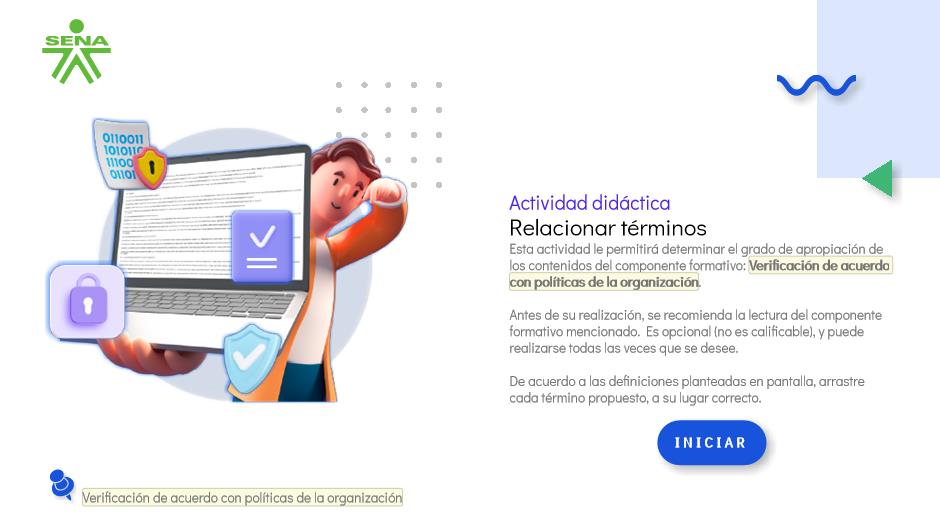 SENA
0110011
101011
11100
01101
Actividad didáctica
Relacionar términos
Esta actividad le permitirá determinar el grado de apropiación de
los contenidos del componente formativo: Verificación de acuerdo
con políticas de la organización.
Antes de su realización, se recomienda la lectura del componente
formativo mencionado. Es opcional (no es calificable), y puede
realizarse todas las veces que se desee.
De acuerdo a las definiciones planteadas en pantalla, arrastre
cada término propuesto, a su lugar correcto.
INICIAR
Verificación de acuerdo con políticas de la organización